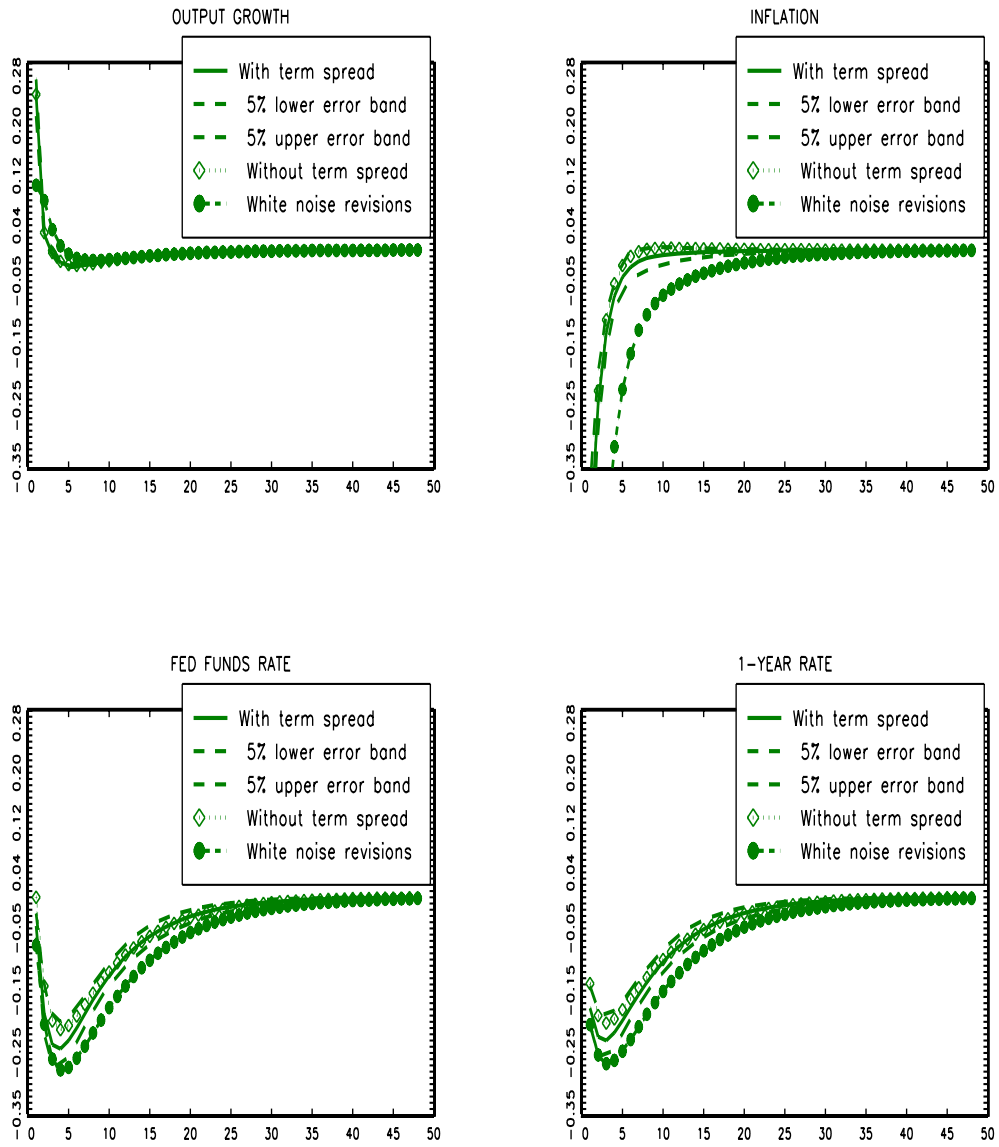 OUTPUT GROWTH
With term spread
5% lower error band
5% upper error band
Without term spread
White noise revisions
0.28
0.20
0.12
0.04
-0.05
-0.15
-0.25
-0.35
0 5 10 15 20 25 30 35 40 45 50
INFLATION
With term spread
5% lower error band
5% upper error band
Without term spread
White noise revisions
0.28
0.20
0.12
0.04
-0.05
-0.15
-0.25
-0.35
0 5 10 15 20 25 30 35 40 45 50
FED FUNDS RATE
With term spread
5% lower error band
5% upper error band
Without term spread
White noise revisions
0.28
0.20
0.12
0.04
-0.05
-0.15
-0.25
-0.35
0 5 10 15 20 25 30 35 40 45 50
1-YEAR RATE
With term spread
5% lower error band
5% upper error band
Without term spread
White noise revisions
0.28
0.20
0.12
0.04
-0.05
-0.15
-0.25
-0.35
0 5 10 15 20 25 30 35 40 45 50